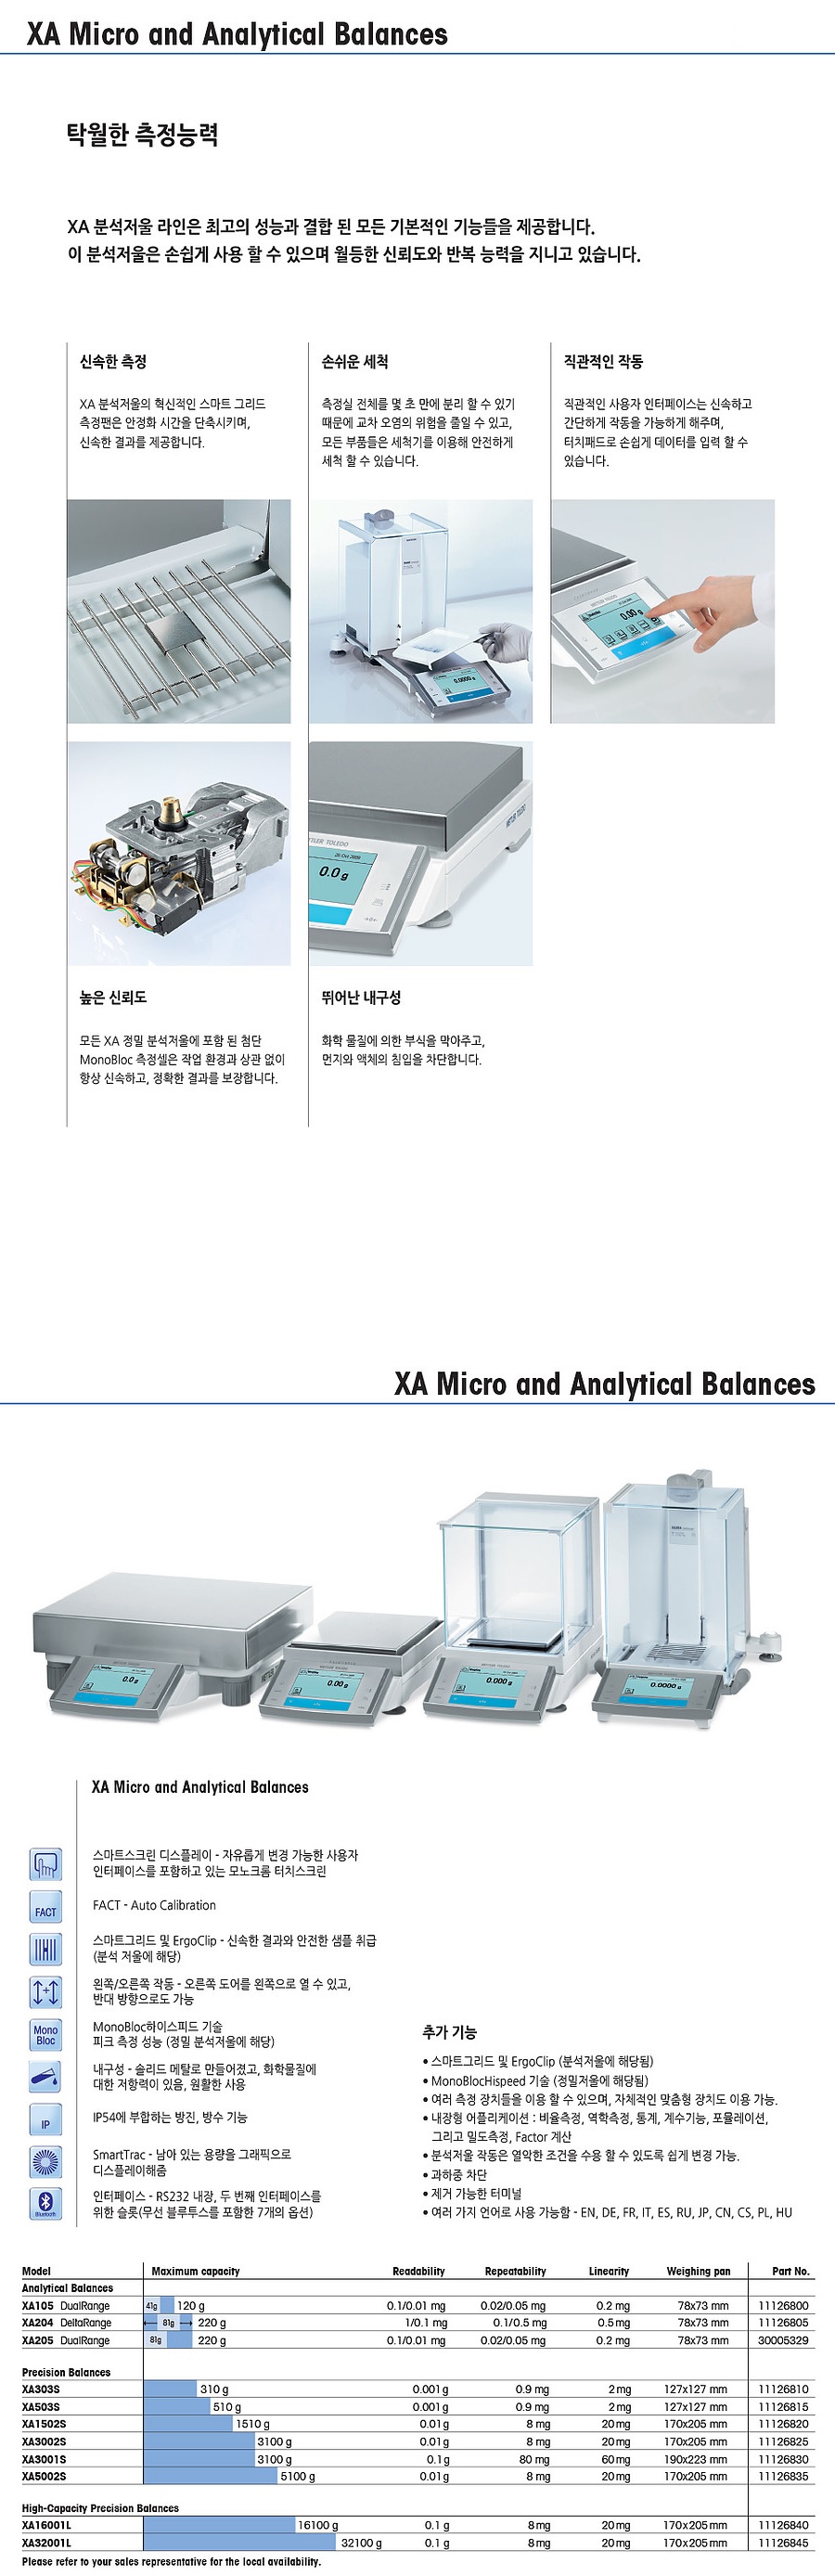 XA Micro and Analytical Balances
탁월한 측정능력
XA 분석저울 라인은 최고의 성능과 결합 된 모든 기본적인 기능들을 제공합니다.
이 분석저울은 손쉽게 사용 할 수 있으며 월등한 신뢰도와 반복 능력을 지니고 있습니다.
신속한 측정
XA 분석저울의 혁신적인 스마트 그리드
측정팬은 안정화 시간을 단축시키며,
신속한 결과를 제공합니다.
손쉬운 세척
측정실 전체를 몇 초 만에 분리 할 수 있기
때문에 교차 오염의 위험을 줄일 수 있고,
모든 부품들은 세척기를 이용해 안전하게
세척 할 수 있습니다.
직관적인 작동
직관적인 사용자 인터페이스는 신속하고
간단하게 작동을 가능하게 해주며,
터치패드로 손쉽게 데이터를 입력 할 수
있습니다.
0.0000 g
0.00 g
METTLER TOLEDO
0.0 g
METTLER TOLEDO
높은 신뢰도
모든 XA 정밀 분석저울에 포함 된 첨단
MonoBloc 측정셀은 작업 환경과 상관 없이
항상 신속하고, 정확한 결과를 보장합니다.
뛰어난 내구성
화학 물질에 의한 부식을 막아주고,
먼지와 액체의 침입을 차단합니다.
XA Micro and Analytical Balances
0.0 g
0.00 g
0.000 g
0.0000 g
XA Micro and Analytical Balances
스마트스크린 디스플레이 - 자유롭게 변경 가능한 사용자
인터페이스를 포함하고 있는 모노크롬 터치스크린
FACT
FACT - Auto Calibration
스마트그리드 및 ErgoClip - 신속한 결과와 안전한 샘플 취급
(분석 저울에 해당)
왼쪽/오른쪽 작동 - 오른쪽 도어를 왼쪽으로 열 수 있고,
반대 방향으로도 가능
Mono
Bloc
MonoBloc하이스피드 기술
피크 측정 성능 (정밀 분석저울에 해당)
내구성 - 솔리드 메탈로 만들어졌고, 화학물질에
대한 저항력이 있음, 원활한 사용
IP
IP54에 부합하는 방진, 방수 기능
SmartTrac - 남아 있는 용량을 그래픽으로
디스플레이해줌
Bluetooth
인터페이스 - RS232 내장, 두 번째 인터페이스를
위한 슬롯(무선 블루투스를 포함한 7개의 옵션)
추가 기능
• 스마트그리드 및 ErgoClip (분석저울에 해당됨)
• MonoBlocHispeed 기술 (정밀저울에 해당됨)
• 여러 측정 장치들을 이용 할 수 있으며, 자체적인 맞춤형 장치도 이용 가능.
• 내장형 어플리케이션 : 비율측정, 역학측정, 통계, 계수기능, 포뮬레이션,
그리고 밀도측정, Factor 계산
• 분석저울 작동은 열악한 조건을 수용 할 수 있도록 쉽게 변경 가능.
• 과하중 차단
• 제거 가능한 터미널
• 여러 가지 언어로 사용 가능함 - EN, DE, FR, IT, ES, RU, JP, CN, CS, PL, HU
Model Maximum capacity Readability Repeatability Linearity Weighing pan Part No.
Analytical Balances
XA105 DualRange 41g 120 g 0.1/0.01 mg 0.02/0.05 mg 0.2 mg 78x73 mm 11126800
XA204 DeltaRange 81g 220 g 1/0.1 mg 0.1/0.5 mg 0.5 mg 78x73 mm 11126805
XA205 DualRange 81g 220 g 0.1/0.01 mg 0.02/0.05 mg 0.2 mg 78x73 mm 30005329
Precision Balances
XA303S 310 g 0.001 g 0.9 mg 2 mg 127x127 mm 11126810
XA503S 510 g 0.001 g 0.9 mg 2 mg 127x127 mm 11126815
XA1502S 1510 g 0.01 g 8 mg 20 mg 170x205 mm 11126820
XA3002S 3100 g 0.01 g 8 mg 20 mg 170x205 mm 11126825
XA3001S 3100 g 0.1 g 80 mg 60 mg 190x223 mm 11126830
XA5002S 5100 g 0.01 g 8 mg 20 mg 170x205 mm 11126835
High-Capacity Precision Balances
XA16001L 16100 g 0.1 g 8 mg 20 mg 170x205 mm 11126840
XA32001L 32100 g 0.1 g 8 mg 20 mg 170x205 mm 11126845
Please refer to your sales representative for the local availability.